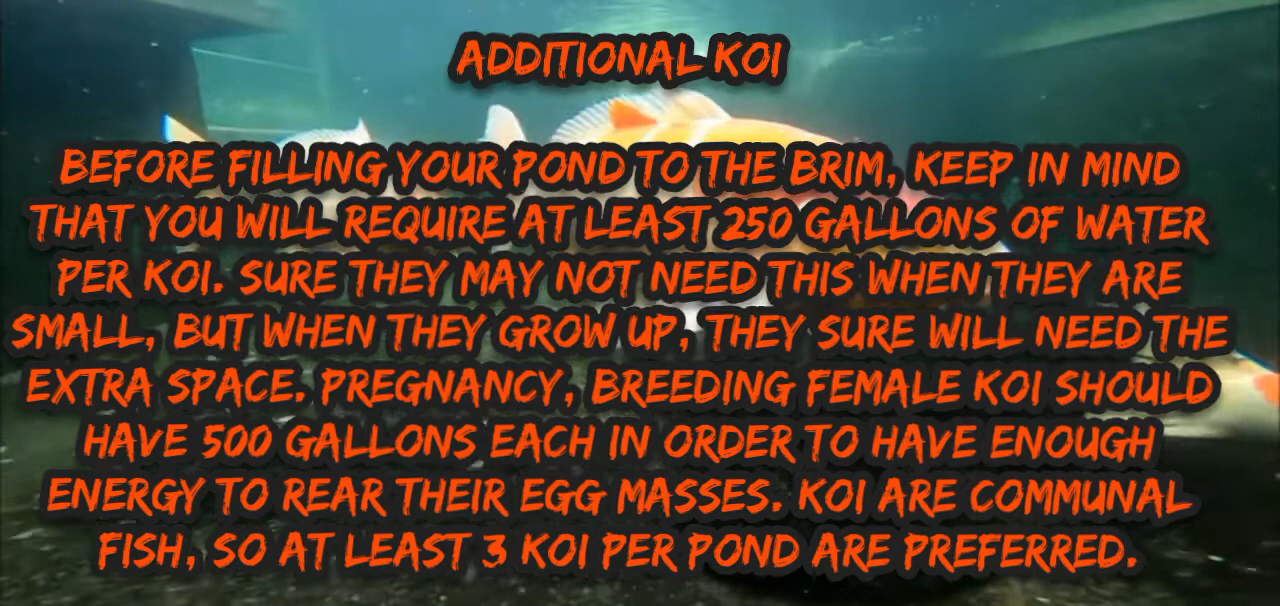 ADDITIONAL KOI
BEFORE FILLING YOUR POND TO THE BRIM, KEEP IN MIND
THAT YOU WILL REQUIRE AT LEAST 250 GALLONS OF WATER
PER KOI. SURE THEY MAY NOT NEED THIS WHEN THEY ARE
SMALL, BUT WHEN THEY GROW UP, THEY SURE WILL NEED THE
EXTRA SPACE. PREGNANCY, BREEDING FEMALE KOI SHOULD
HAVE 500 GALLONS EACH IN ORDER TO HAVE ENOUGH
ENERGY TO REAR THEIR EGG MASSES. KOI ARE COMMUNAL
FISH, SO AT LEAST 3 KOI PER POND ARE PREFERRED.